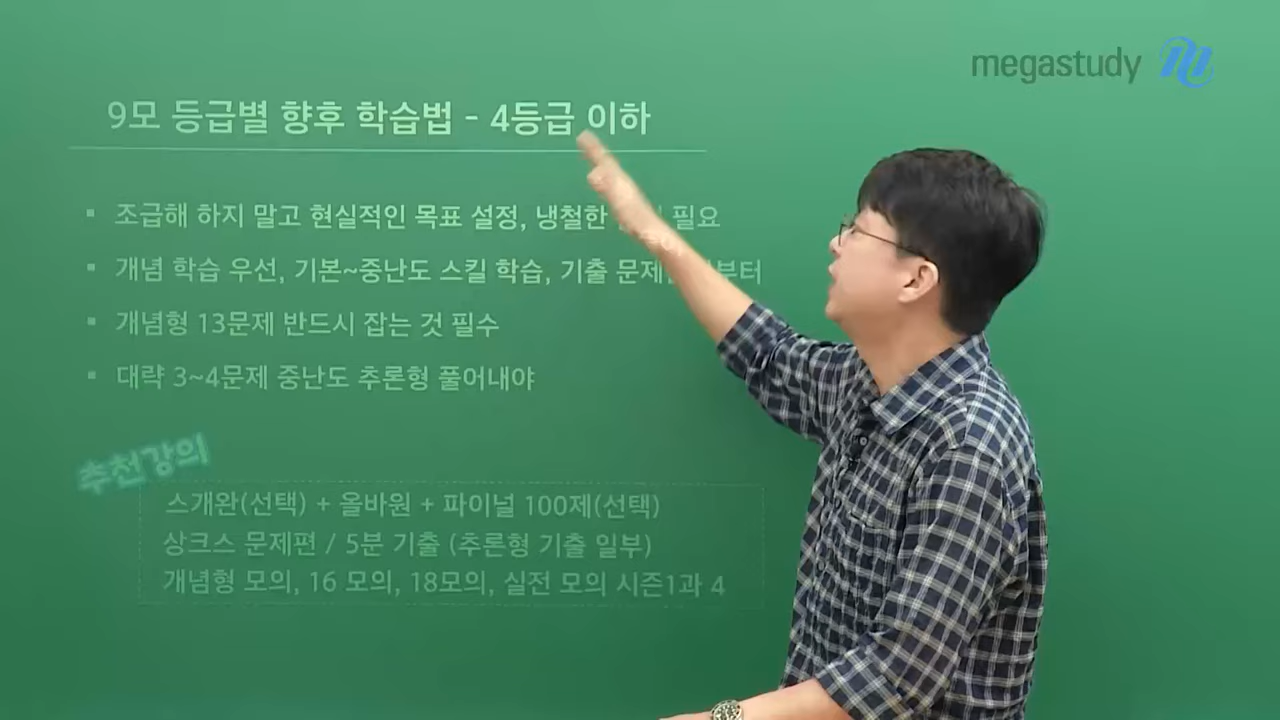 megastudy
9모 등급별 향후 학습법 - 4등급 이하
▪ 조급해 하지 말고 현실적인 목표 설정, 냉철한 필요
▪ 개념 학습 우선, 기본~중난도 스킬 학습, 기출 부터
▪ 개념형 13문제 반드시 잡는 것 필수
▪ 대략 3~4문제 중난도 추론형 풀어내야
추천강의
스개완(선택) + 올바원 + 파이널 100제(선택)
상크스 문제편 / 5분 기출 (추론형 기출 일부)
개념형 모의, 16 모의, 18모의, 실전 모의 시즌1과 4